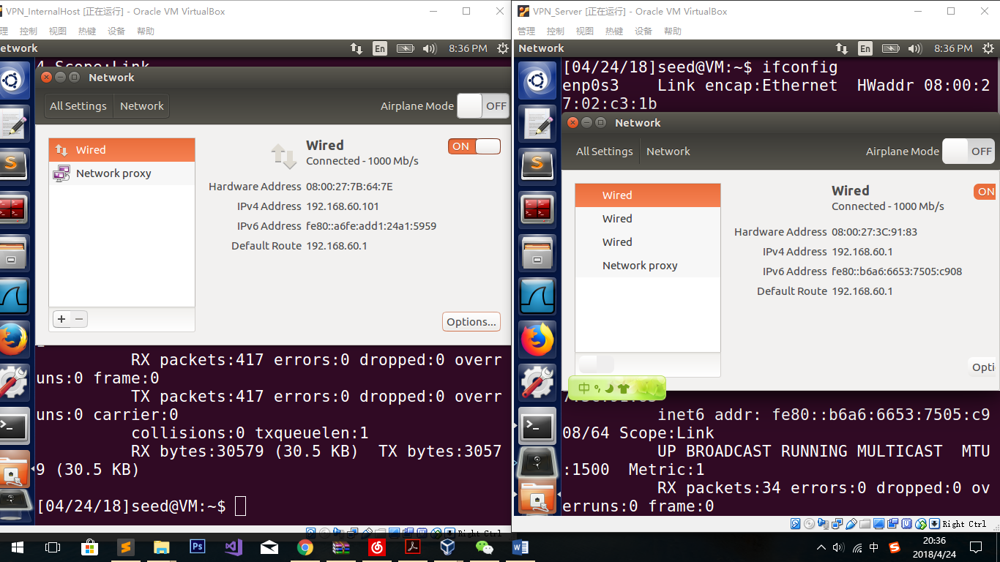 VPN_InternalHost [正在运行] - Oracle VM VirtualBox
理 控制 视图 热键 设备 帮助
etwork
En
8:36 PM
4 Scope:Link
Network
All Settings
Network
Airplane Mode
OFF
Wired
Network proxy
Wired
Connected - 1000 Mb/s
ON
Hardware Address 08:00:27:7B:64:7E
IPv4 Address 192.168.60.101
IPv6 Address fe80::a6fe:add1:24a1:5959
Default Route 192.168.60.1
+ −
Options...
RX packets:417 errors:0 dropped:0 overr
uns:0 frame:0
TX packets:417 errors:0 dropped:0 overr
uns:0 carrier:0
collisions:0 txqueuelen:1
RX bytes:30579 (30.5 KB)  TX bytes:3057
9 (30.5 KB)
[04/24/18]seed@VM:~$
Right Ctrl
VPN_Server [正在运行] - Oracle VM VirtualBox
管理 控制 视图 热键 设备 帮助
Network
En
8:36 PM
[04/24/18]seed@VM:~$ ifconfig
enp0s3    Link encap:Ethernet  HWaddr 08:00:2
7:02:c3:1b
Network
All Settings
Network
Airplane Mode
OFF
Wired
Wired
Wired
Network proxy
Wired
Connected - 1000 Mb/s
ON
Hardware Address 08:00:27:3C:91:83
IPv4 Address 192.168.60.1
IPv6 Address fe80::b6a6:6653:7505:c908
Default Route 192.168.60.1
Opti
中
inet6 addr: fe80::b6a6:6653:7505:c9
08/64 Scope:Link
UP BROADCAST RUNNING MULTICAST  MTU
:1500  Metric:1
RX packets:34 errors:0 dropped:0 ov
erruns:0 frame:0
Right Ctrl
Ps
中
20:36
2018/4/24